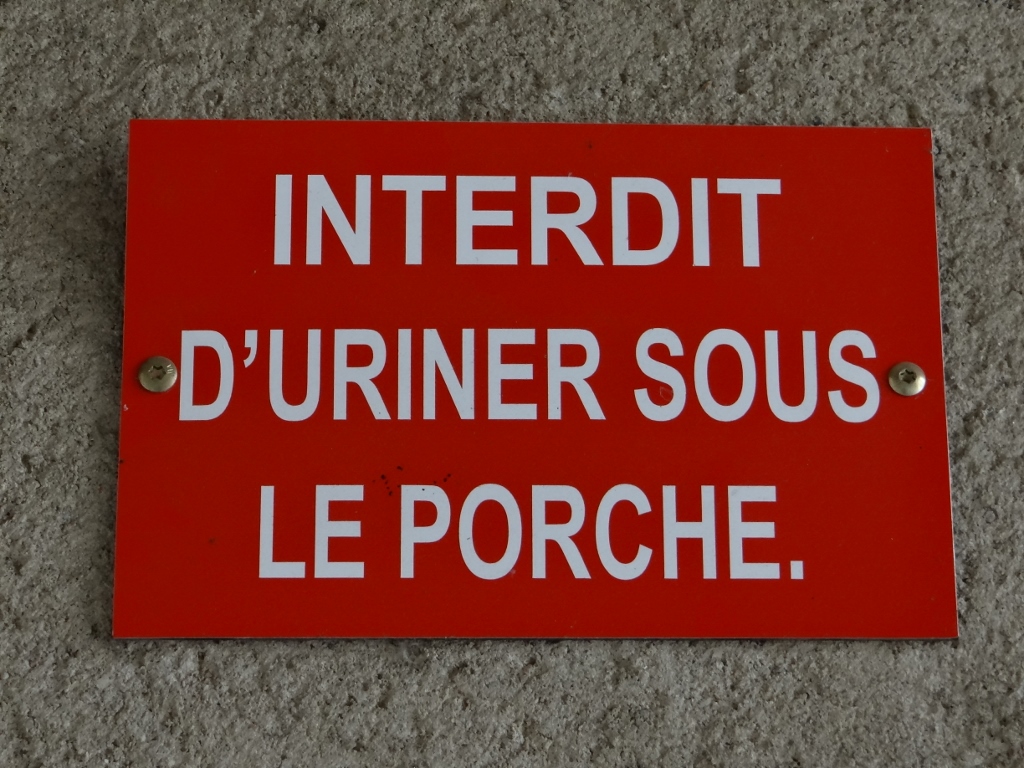 INTERDIT
D’URINER SOUS
LE PORCHE.